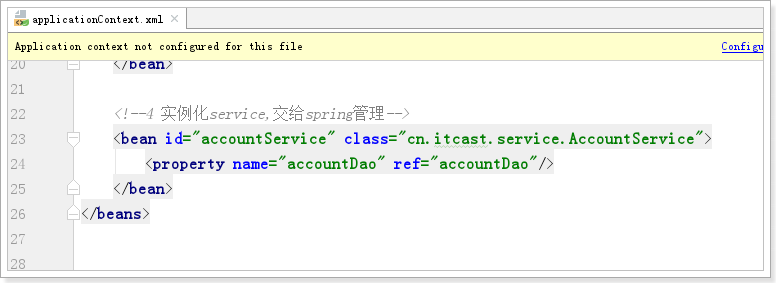 applicationContext.xml
Application context not configured for this file Configu
20 </bean>
21
22 <!--4 实例化service,交给spring管理-->
23 <bean id="accountService" class="cn.itcast.service.AccountService">
24 <property name="accountDao" ref="accountDao"/>
25 </bean>
26 </beans>
27
28